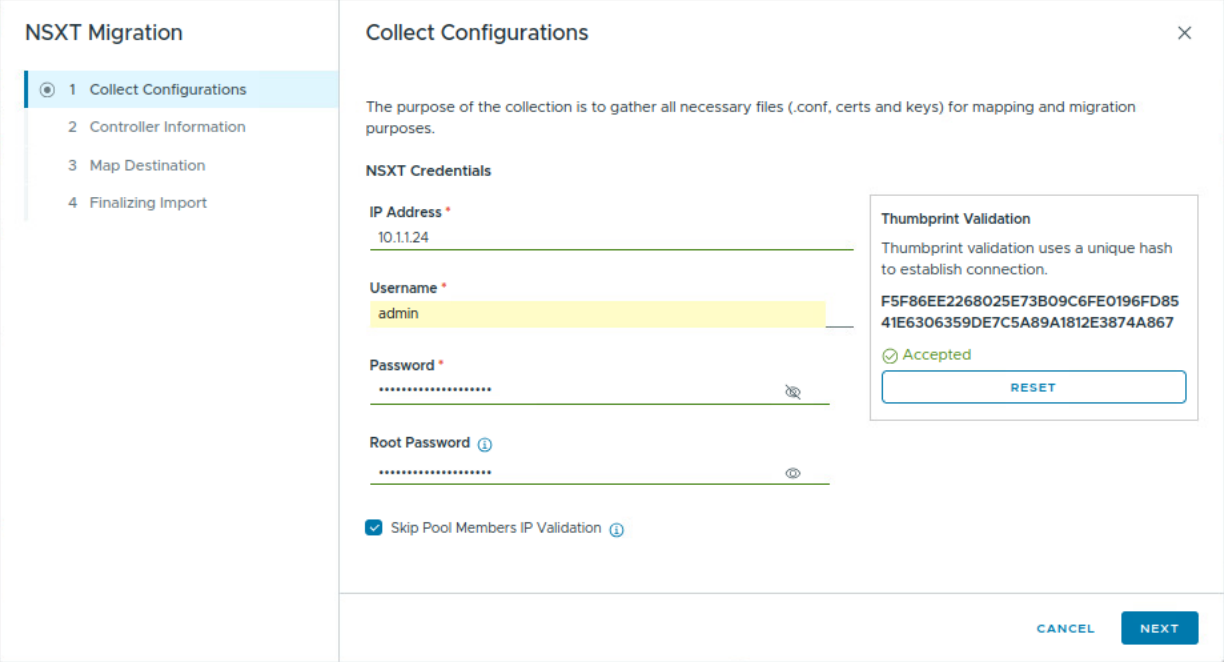 NSXT Migration
1 Collect Configurations
2 Controller Information
3 Map Destination
4 Finalizing Import
Collect Configurations
The purpose of the collection is to gather all necessary files (.conf, certs and keys) for mapping and migration
purposes.
NSXT Credentials
IP Address *
10.1.1.24
Username *
admin
Password *
••••••••••••••••••••
Root Password
••••••••••••••••••••
Skip Pool Members IP Validation
Thumbprint Validation
Thumbprint validation uses a unique hash
to establish connection.
F5F86EE2268025E73B09C6FE0196FD85
41E6306359DE7C5A89A1812E3874A867
Accepted
RESET
CANCEL
NEXT